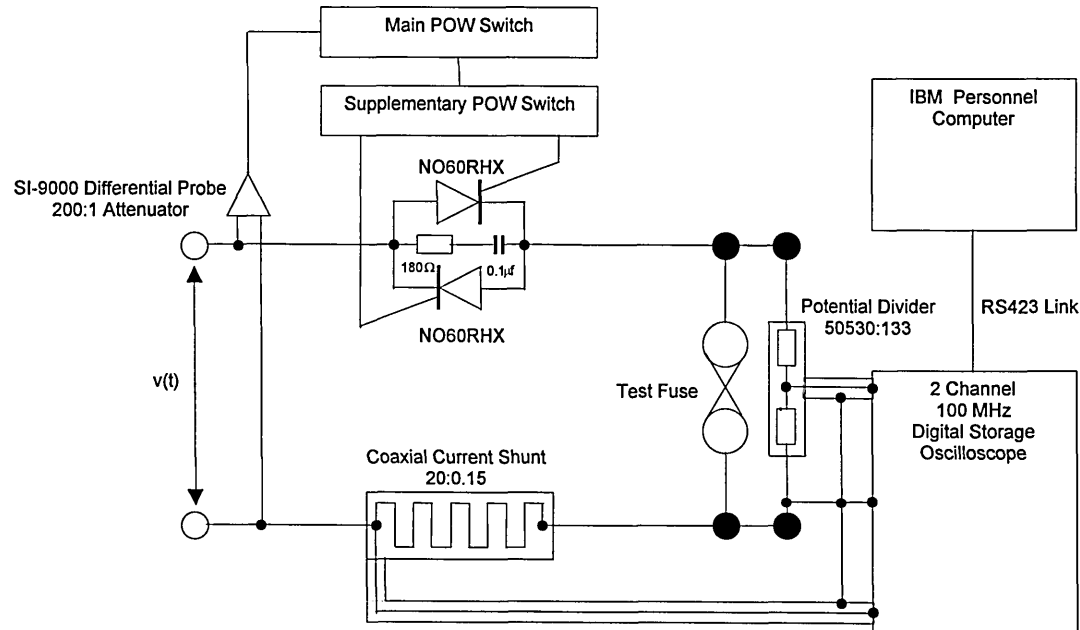 Main POW Switch
Supplementary POW Switch
IBM Personnel
Computer
NO60RHX
SI-9000 Differential Probe
200:1 Attenuator
180Ω
0.1µf
NO60RHX
Potential Divider
50530:133
RS423 Link
v(t)
Test Fuse
2 Channel
100 MHz
Digital Storage
Oscilloscope
Coaxial Current Shunt
20:0.15